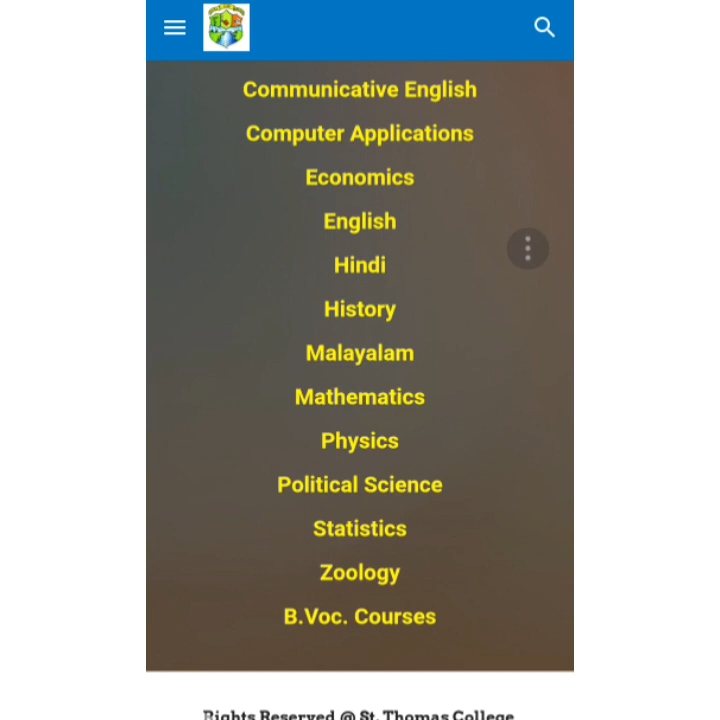 Communicative English
Computer Applications
Economics
English
Hindi
History
Malayalam
Mathematics
Physics
Political Science
Statistics
Zoology
B.Voc. Courses
Rights Reserved @ St. Thomas College